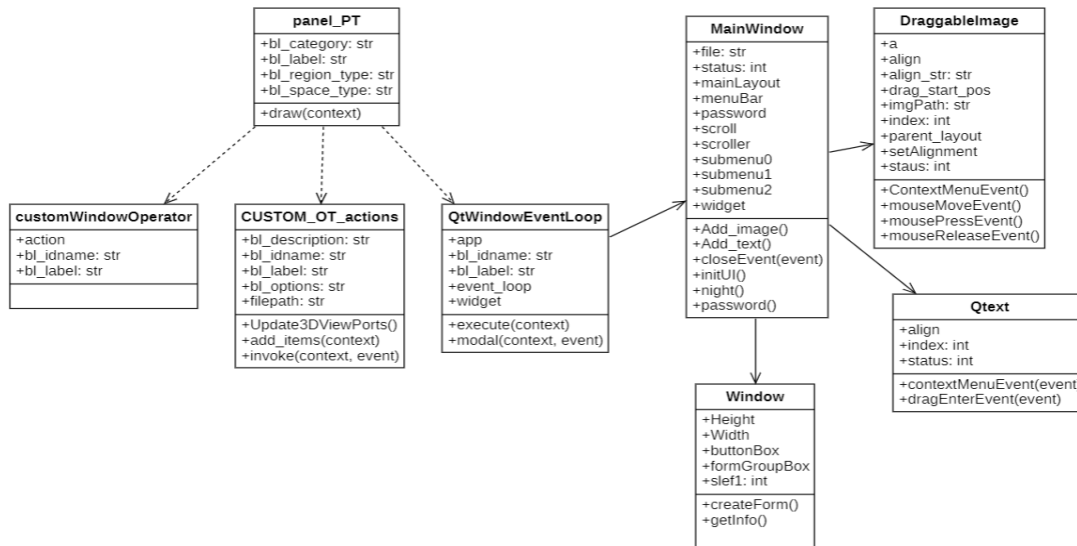 panel_PT
+bl_category: str
+bl_label: str
+bl_region_type: str
+bl_space_type: str
+draw(context)
customWindowOperator
+action
+bl_idname: str
+bl_label: str
CUSTOM_OT_actions
+bl_description: str
+bl_idname: str
+bl_label: str
+bl_options: str
+filepath: str
+Update3DViewPorts()
+add_items(context)
+invoke(context, event)
QtWindowEventLoop
+app
+bl_idname: str
+bl_label: str
+event_loop
+widget
+execute(context)
+modal(context, event)
MainWindow
+file: str
+status: int
+mainLayout
+menuBar
+password
+scroll
+scroller
+submenu0
+submenu1
+submenu2
+widget
+Add_image()
+Add_text()
+closeEvent(event)
+initUI()
+night()
+password()
DraggableImage
+a
+align
+align_str: str
+drag_start_pos
+imgPath: str
+index: int
+parent_layout
+setAlignment
+staus: int
+ContextMenuEvent()
+mouseMoveEvent()
+mousePressEvent()
+mouseReleaseEvent()
Qtext
+align
+index: int
+status: int
+contextMenuEvent(event
+dragEnterEvent(event)
Window
+Height
+Width
+buttonBox
+formGroupBox
+slef1: int
+createForm()
+getInfo()